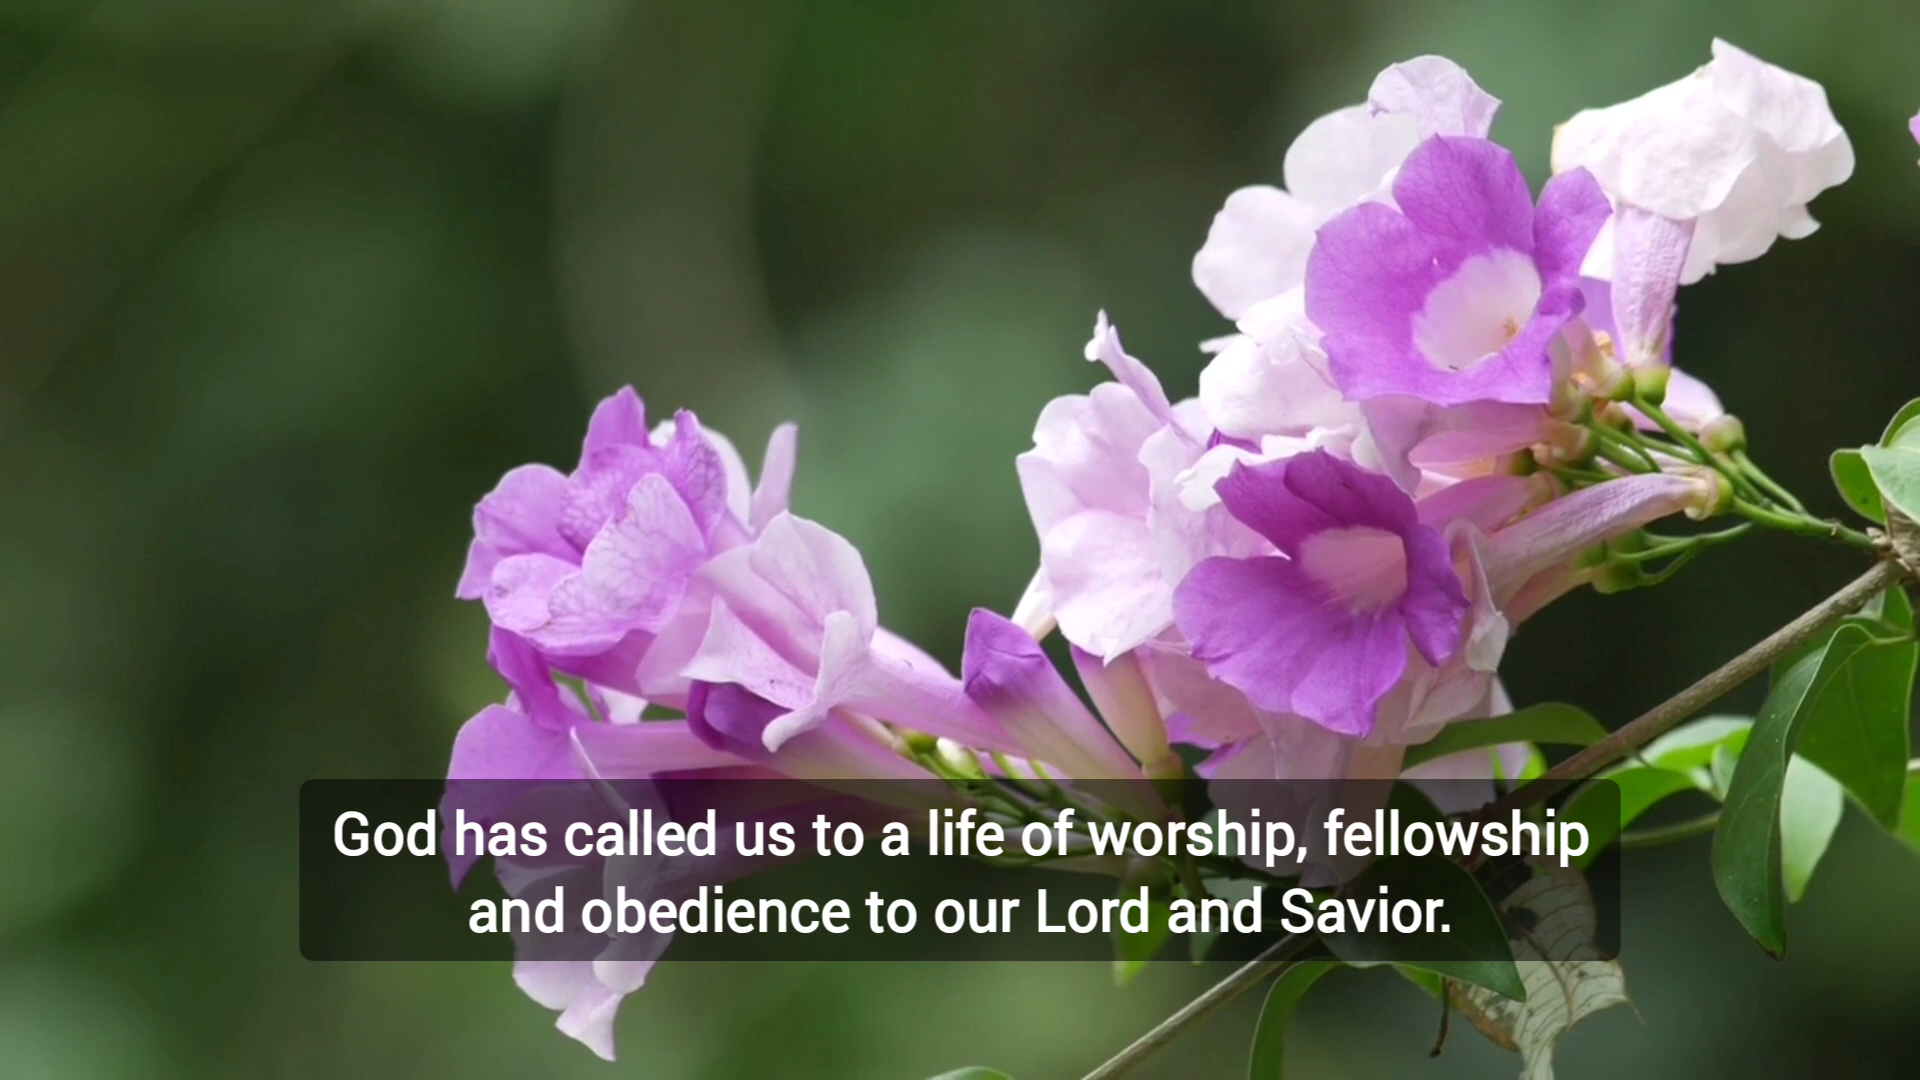 God has called us to a life of worship, fellowship
and obedience to our Lord and Savior.